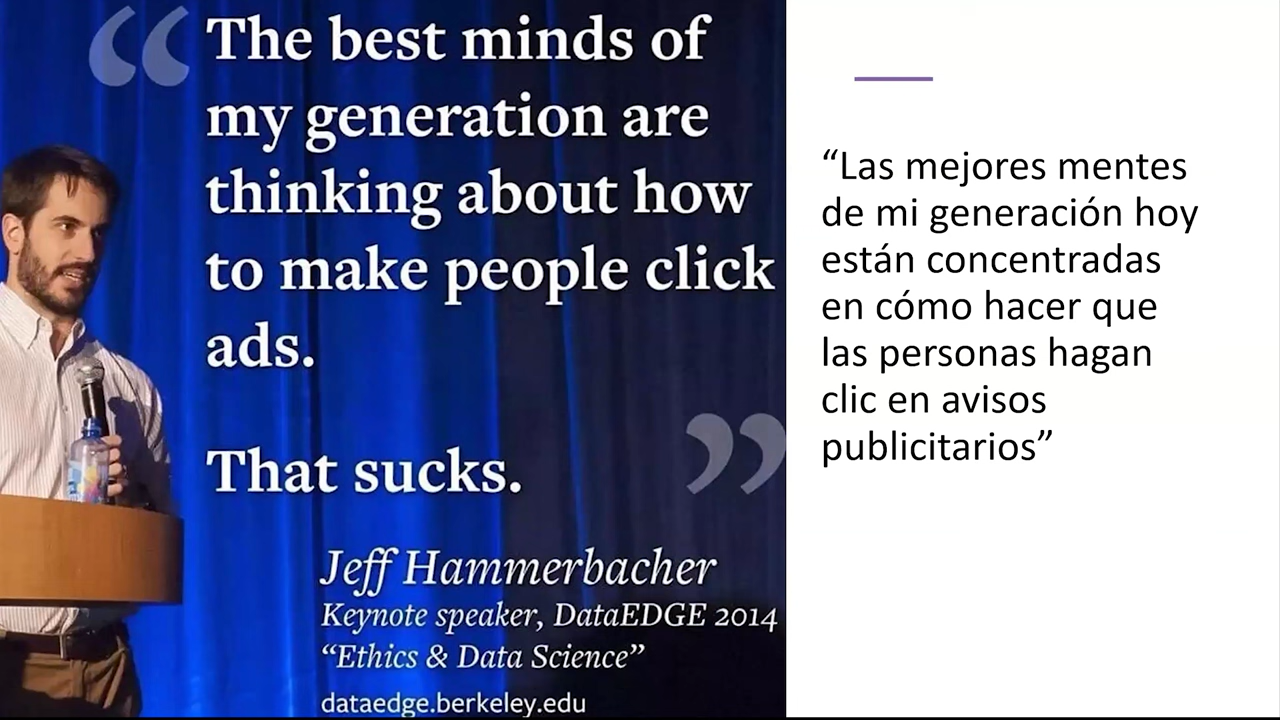 “The best minds of
my generation are
thinking about how
to make people click
ads.
That sucks.”
Jeff Hammerbacher
Keynote speaker, DataEDGE 2014
“Ethics & Data Science”
dataedge.berkeley.edu
“Las mejores mentes
de mi generación hoy
están concentradas
en cómo hacer que
las personas hagan
clic en avisos
publicitarios”